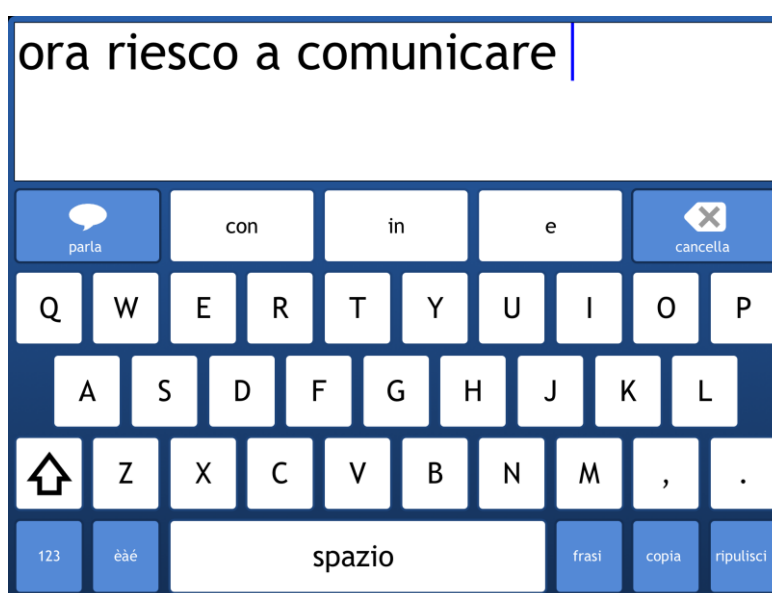 ora riesco a comunicare
parla con in e cancella
Q W E R T Y U I O P
A S D F G H J K L
Z X C V B N M , .
123 èàé spazio frasi copia ripulisci